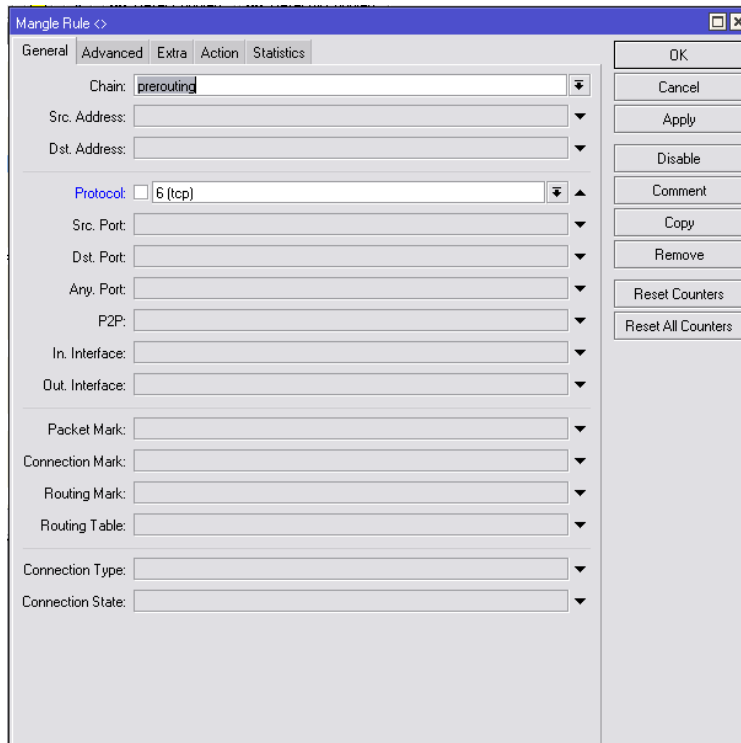 Mangle Rule <>
General Advanced Extra Action Statistics
Chain: prerouting
Src. Address:
Dst. Address:
Protocol: 6 (tcp)
Src. Port:
Dst. Port:
Any. Port:
P2P:
In. Interface:
Out. Interface:
Packet Mark:
Connection Mark:
Routing Mark:
Routing Table:
Connection Type:
Connection State:
OK
Cancel
Apply
Disable
Comment
Copy
Remove
Reset Counters
Reset All Counters